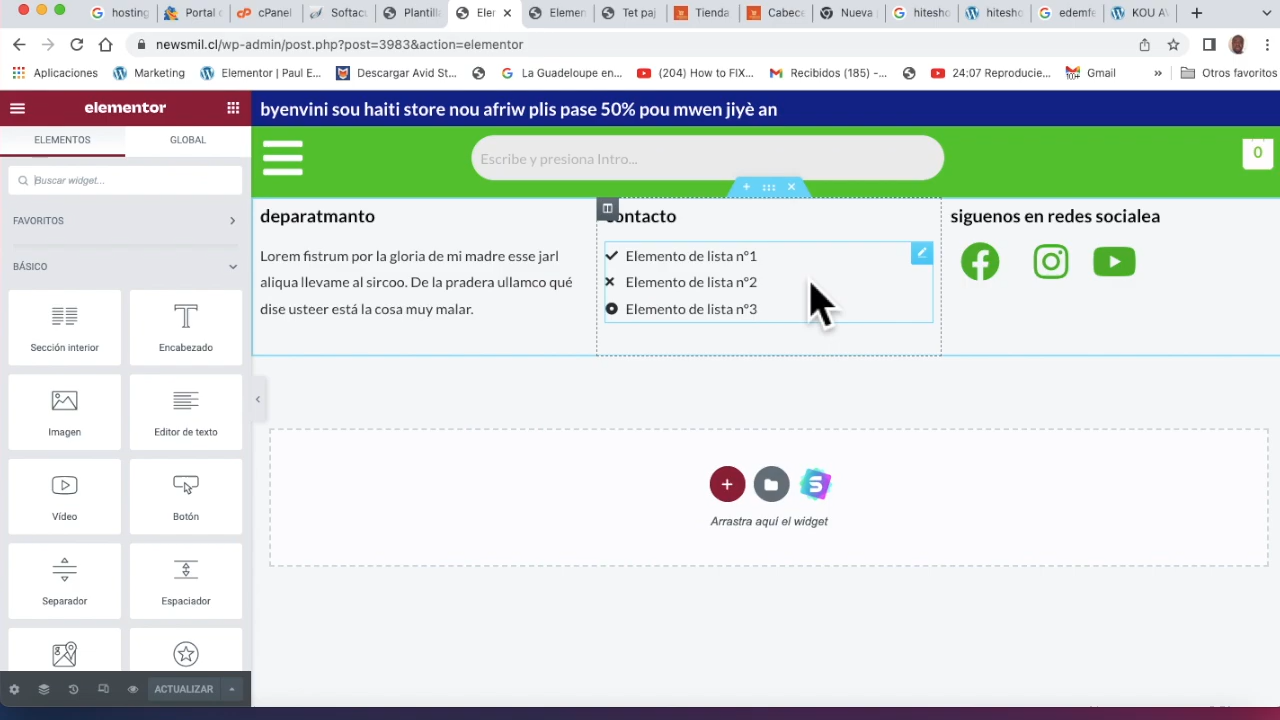 hosting
Portal c
cPanel
Softacu
Plantill
Eler
Elemen
Tet paj
Tienda
Cabece
Nueva
hitesho
hitesho
edemfe
KOU A
newsmil.cl/wp-admin/post.php?post=3983&action=elementor
Aplicaciones
Marketing
Elementor | Paul E...
Descargar Avid St...
La Guadeloupe en...
(204) How to FIX...
Recibidos (185) -...
24:07 Reproducie...
Gmail
»
Otros favoritos
elementor
byenvini sou haiti store nou afriw plis pase 50% pou mwen jiyè an
ELEMENTOS
GLOBAL
Buscar widget...
Escribe y presiona Intro...
0
FAVORITOS
BÁSICO
Sección interior
Encabezado
Imagen
Editor de texto
Vídeo
Botón
Separador
Espaciador
ACTUALIZAR
deparatmanto
Lorem fistrum por la gloria de mi madre esse jarl
aliqua llevame al sircoo. De la pradera ullamco qué
dise usteer está la cosa muy malar.
contacto
Elemento de lista nº1
Elemento de lista nº2
Elemento de lista nº3
siguenos en redes socialea
Arrastra aquí el widget